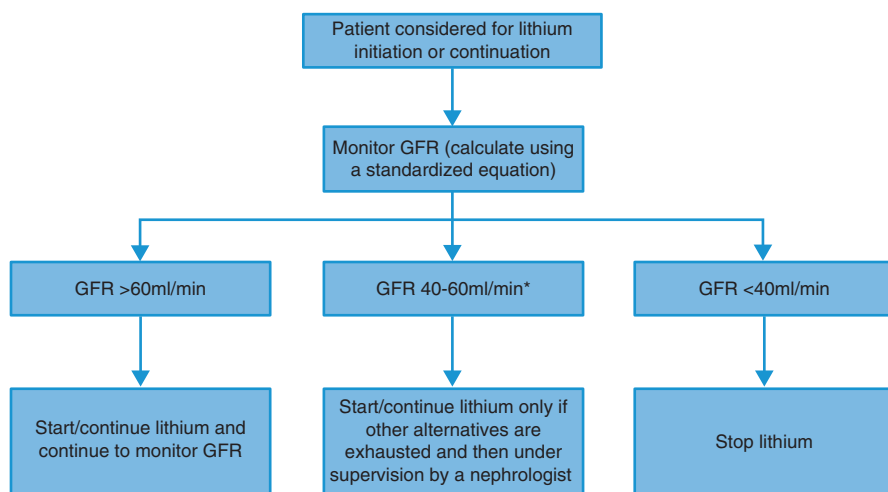 Patient considered for lithium
initiation or continuation
Monitor GFR (calculate using
a standardized equation)
GFR >60ml/min
GFR 40-60ml/min*
GFR <40ml/min
Start/continue lithium and
continue to monitor GFR
Start/continue lithium only if
other alternatives are
exhausted and then under
supervision by a nephrologist
Stop lithium